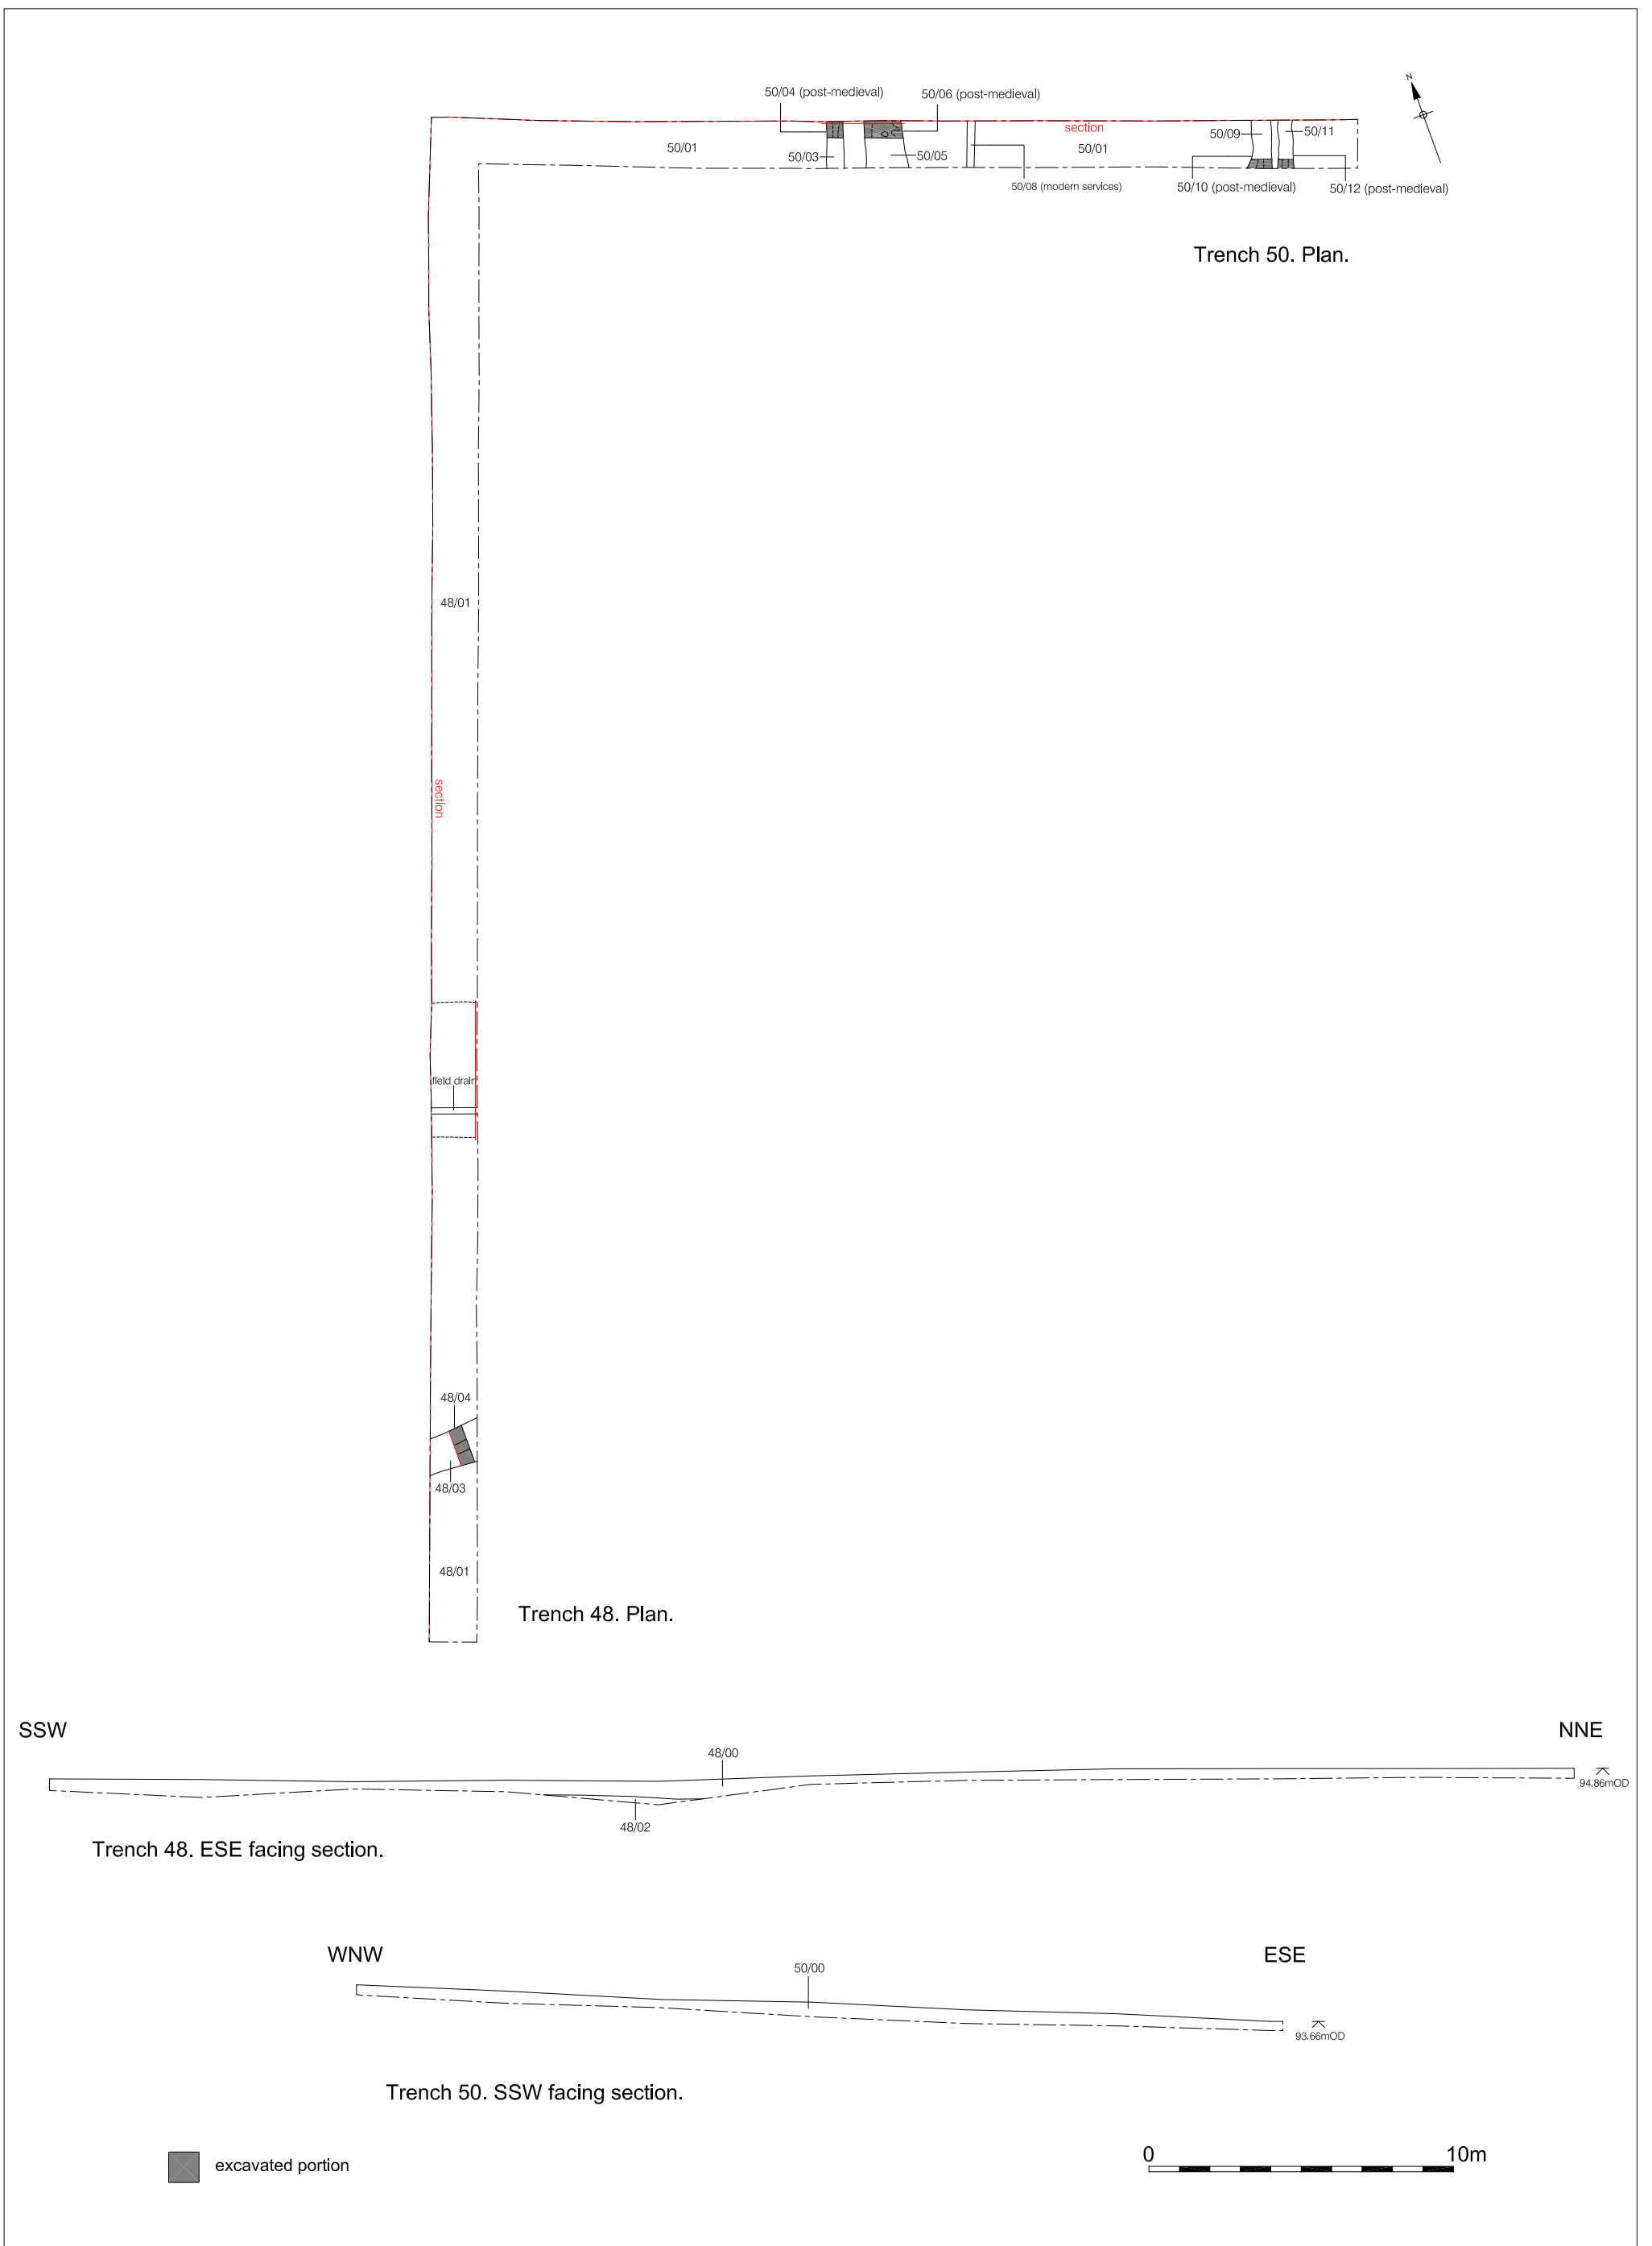 N
50/04 (post-medieval)
50/06 (post-medieval)
section
50/01
50/03
50/05
50/01
50/09
50/11
50/08 (modern services)
50/10 (post-medieval)
50/12 (post-medieval)
Trench 50. Plan.
48/01
section
field drain
48/04
48/03
48/01
Trench 48. Plan.
SSW
NNE
48/00
94.86mOD
48/02
Trench 48. ESE facing section.
WNW
ESE
50/00
93.66mOD
Trench 50. SSW facing section.
excavated portion
0
10m